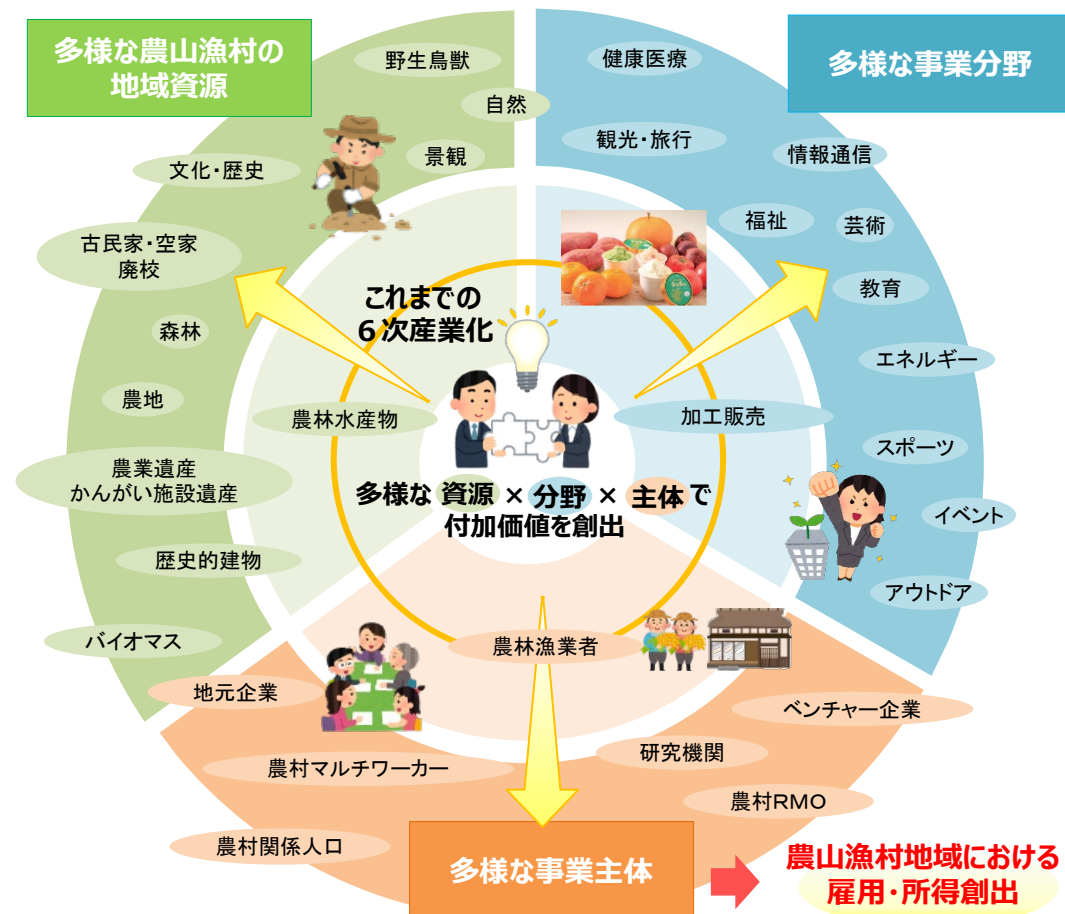 多様な農山漁村の
地域資源
多様な事業分野
野生鳥獣
自然
景観
文化・歴史
古民家・空家
廃校
森林
農地
農業遺産
かんがい施設遺産
歴史的建物
バイオマス
健康医療
観光・旅行
情報通信
福祉
芸術
教育
エネルギー
スポーツ
イベント
アウトドア
これまでの
６次産業化
農林水産物
加工販売
多様な 資源 × 分野 × 主体 で
付加価値を創出
農林漁業者
地元企業
ベンチャー企業
研究機関
農村マルチワーカー
農村RMO
農村関係人口
多様な事業主体
農山漁村地域における
雇用・所得創出